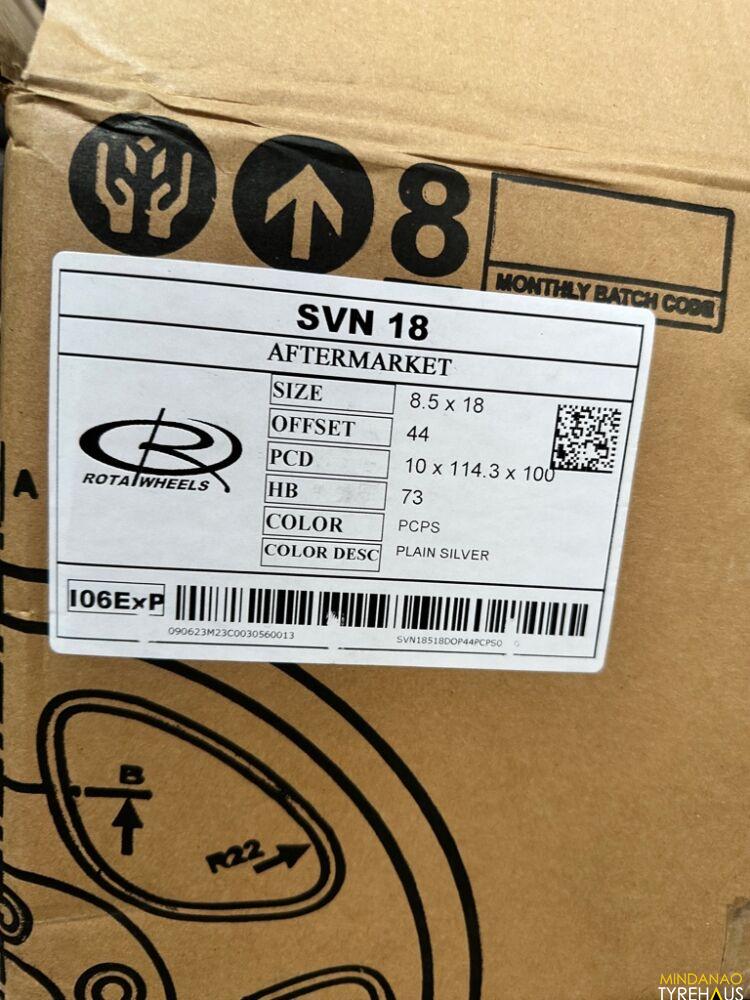 8
MONTHLY BATCH CODE
SVN 18
AFTERMARKET
SIZE 8.5 x 18
OFFSET 44
PCD 10 x 114.3 x 100
HB 73
COLOR PCPS
COLOR DESC PLAIN SILVER
ROTA WHEELS
A
I06ExP
090623M23C0030560013
SVN18518DOP44PCPS0
B
R22
MINDANAO
TYREHAUS